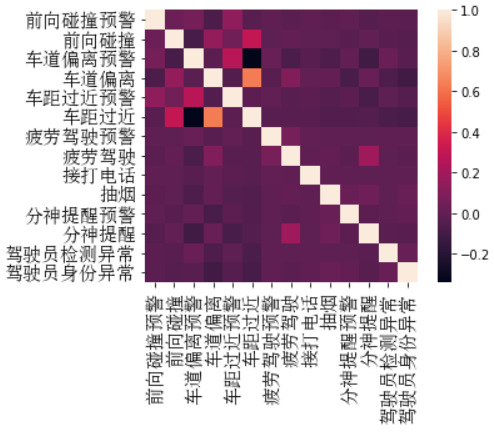 前向碰撞预警
前向碰撞
车道偏离预警
车道偏离
车距过近预警
车距过近
疲劳驾驶预警
疲劳驾驶
接打电话
抽烟
分神提醒预警
分神提醒
驾驶员检测异常
驾驶员身份异常
1.0
0.8
0.6
0.4
0.2
0.0
−0.2
前向碰撞预警
前向碰撞
车道偏离预警
车道偏离
车距过近预警
车距过近
疲劳驾驶预警
疲劳驾驶
接打电话
抽烟
分神提醒预警
分神提醒
驾驶员检测异常
驾驶员身份异常